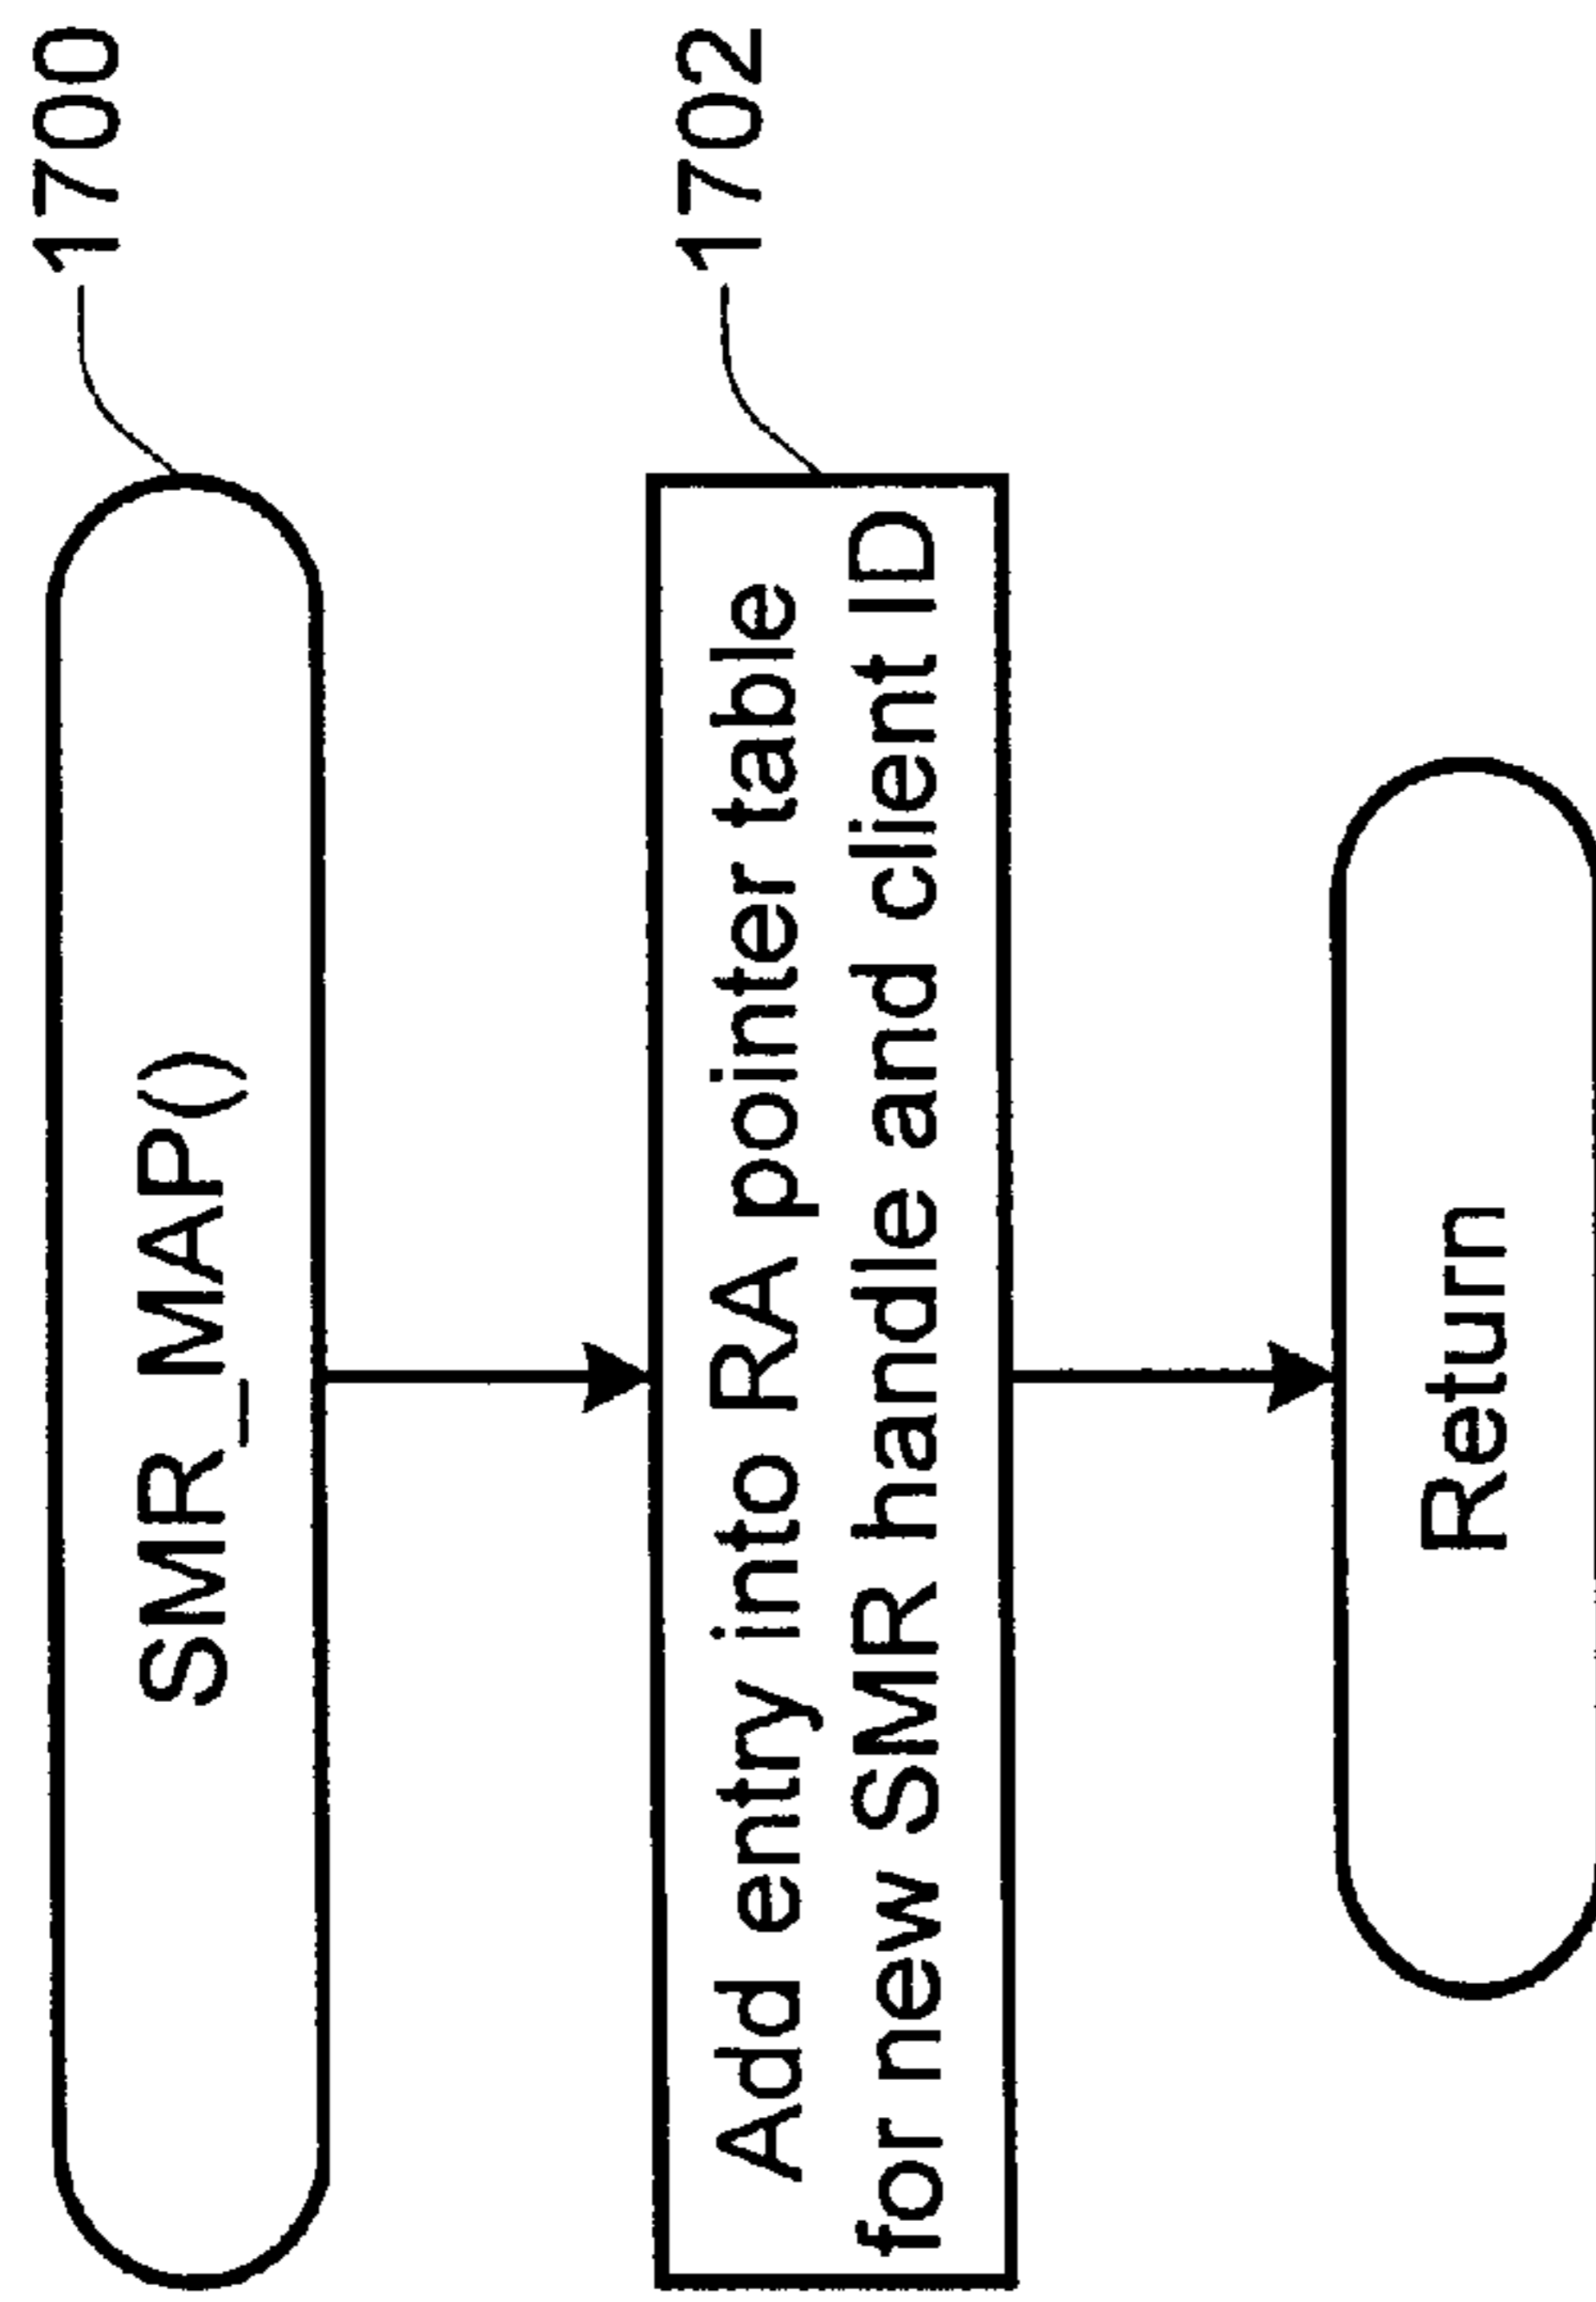 SMR_MAP()
1700
Add entry into RA pointer table
for new SMR handle and client ID
1702
Return